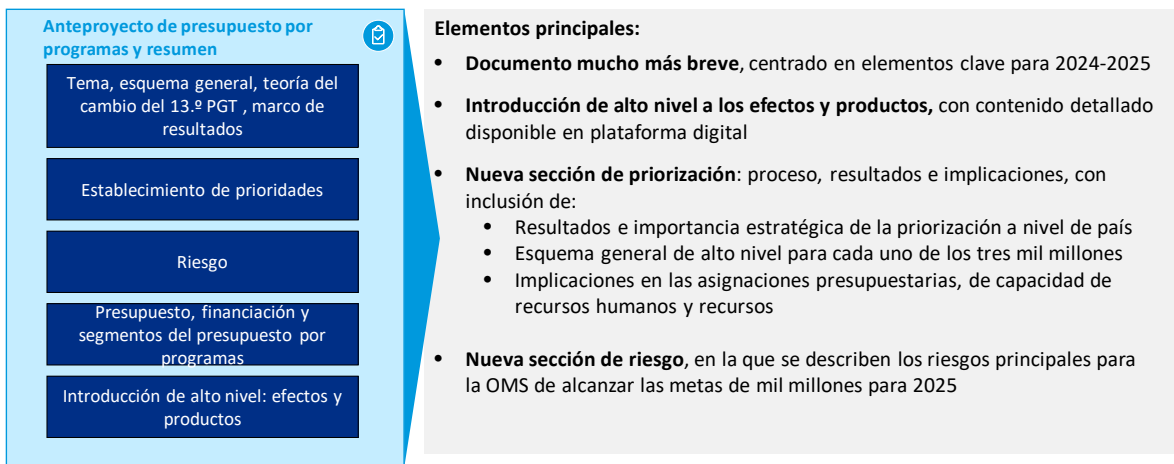 Anteproyecto de presupuesto por
programas y resumen
Tema, esquema general, teoría del
cambio del 13.º PGT , marco de
resultados
Establecimiento de prioridades
Riesgo
Presupuesto, financiación y
segmentos del presupuesto por
programas
Introducción de alto nivel: efectos y
productos
Elementos principales:
• Documento mucho más breve, centrado en elementos clave para 2024-2025
• Introducción de alto nivel a los efectos y productos, con contenido detallado
disponible en plataforma digital
• Nueva sección de priorización: proceso, resultados e implicaciones, con
inclusión de:
▪ Resultados e importancia estratégica de la priorización a nivel de país
▪ Esquema general de alto nivel para cada uno de los tres mil millones
▪ Implicaciones en las asignaciones presupuestarias, de capacidad de
recursos humanos y recursos
• Nueva sección de riesgo, en la que se describen los riesgos principales para
la OMS de alcanzar las metas de mil millones para 2025